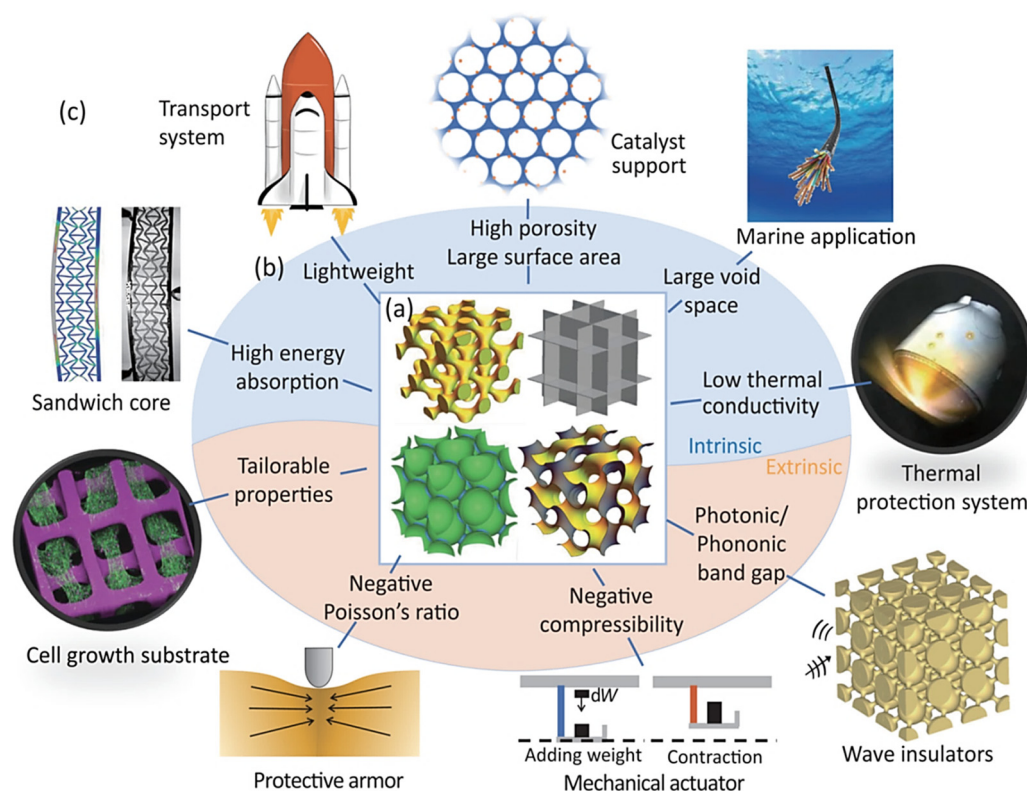 (c)
Transport
system
Catalyst
support
Marine application
(b)
Lightweight
High porosity
Large surface area
Large void
space
(a)
High energy
absorption
Sandwich core
Low thermal
conductivity
Intrinsic
Extrinsic
Thermal
protection system
Tailorable
properties
Photonic/
Phononic
band gap
Negative
Poisson's ratio
Negative
compressibility
Cell growth substrate
dW
Adding weight
Contraction
Protective armor
Mechanical actuator
Wave insulators